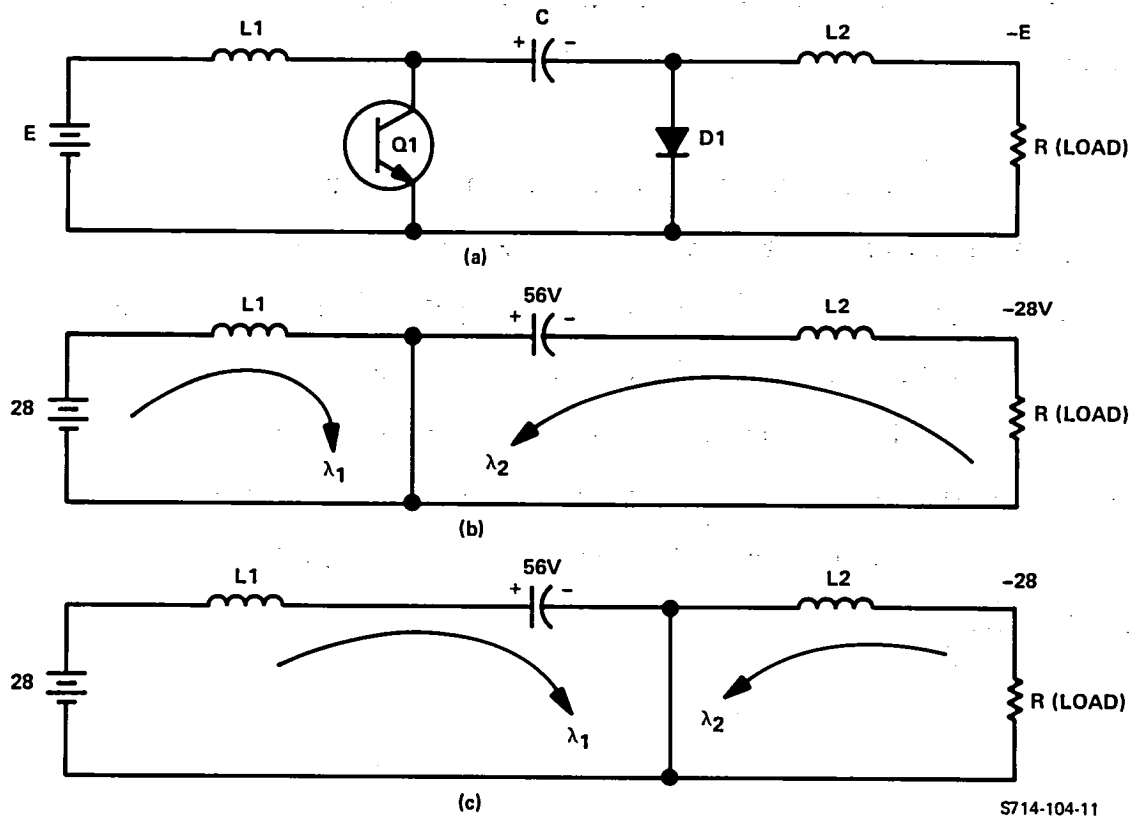 L1
C
+ -
L2
-E
E
Q1
D1
R (LOAD)
(a)
L1
56V
+ -
L2
-28V
28
λ1
λ2
R (LOAD)
(b)
L1
56V
+ -
L2
-28
28
λ1
λ2
R (LOAD)
(c)
S714-104-11